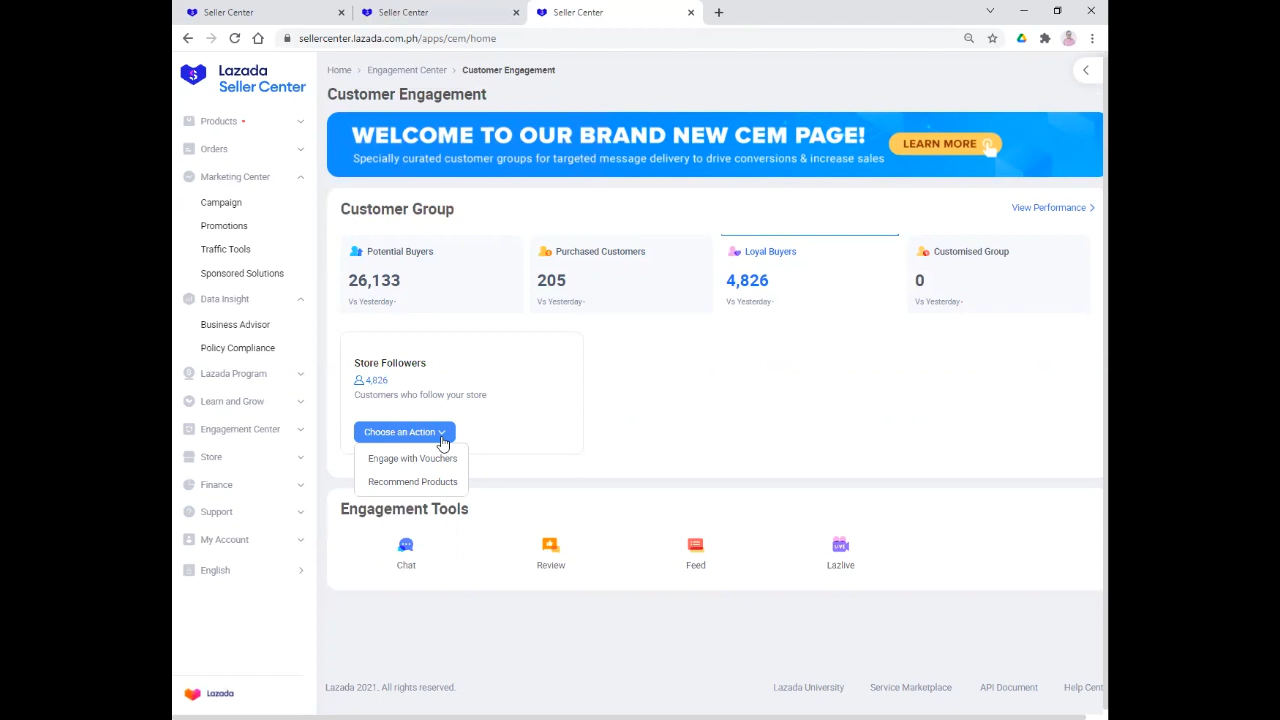 Seller Center
Seller Center
Seller Center
sellercenter.lazada.com.ph/apps/cem/home
Lazada
Seller Center
Products
Orders
Marketing Center
Campaign
Promotions
Traffic Tools
Sponsored Solutions
Data Insight
Business Advisor
Policy Compliance
Lazada Program
Learn and Grow
Engagement Center
Store
Finance
Support
My Account
English
Lazada
Home > Engagement Center > Customer Engagement
Customer Engagement
WELCOME TO OUR BRAND NEW CEM PAGE!
Specially curated customer groups for targeted message delivery to drive conversions & increase sales
LEARN MORE
Customer Group
View Performance >
Potential Buyers
26,133
Vs Yesterday-
Purchased Customers
205
Vs Yesterday-
Loyal Buyers
4,826
Vs Yesterday-
Customised Group
0
Vs Yesterday-
Store Followers
4,826
Customers who follow your store
Choose an Action
Engage with Vouchers
Recommend Products
Engagement Tools
Chat
Review
Feed
LIVE
Lazlive
Lazada 2021. All rights reserved.
Lazada University
Service Marketplace
API Document
Help Cent